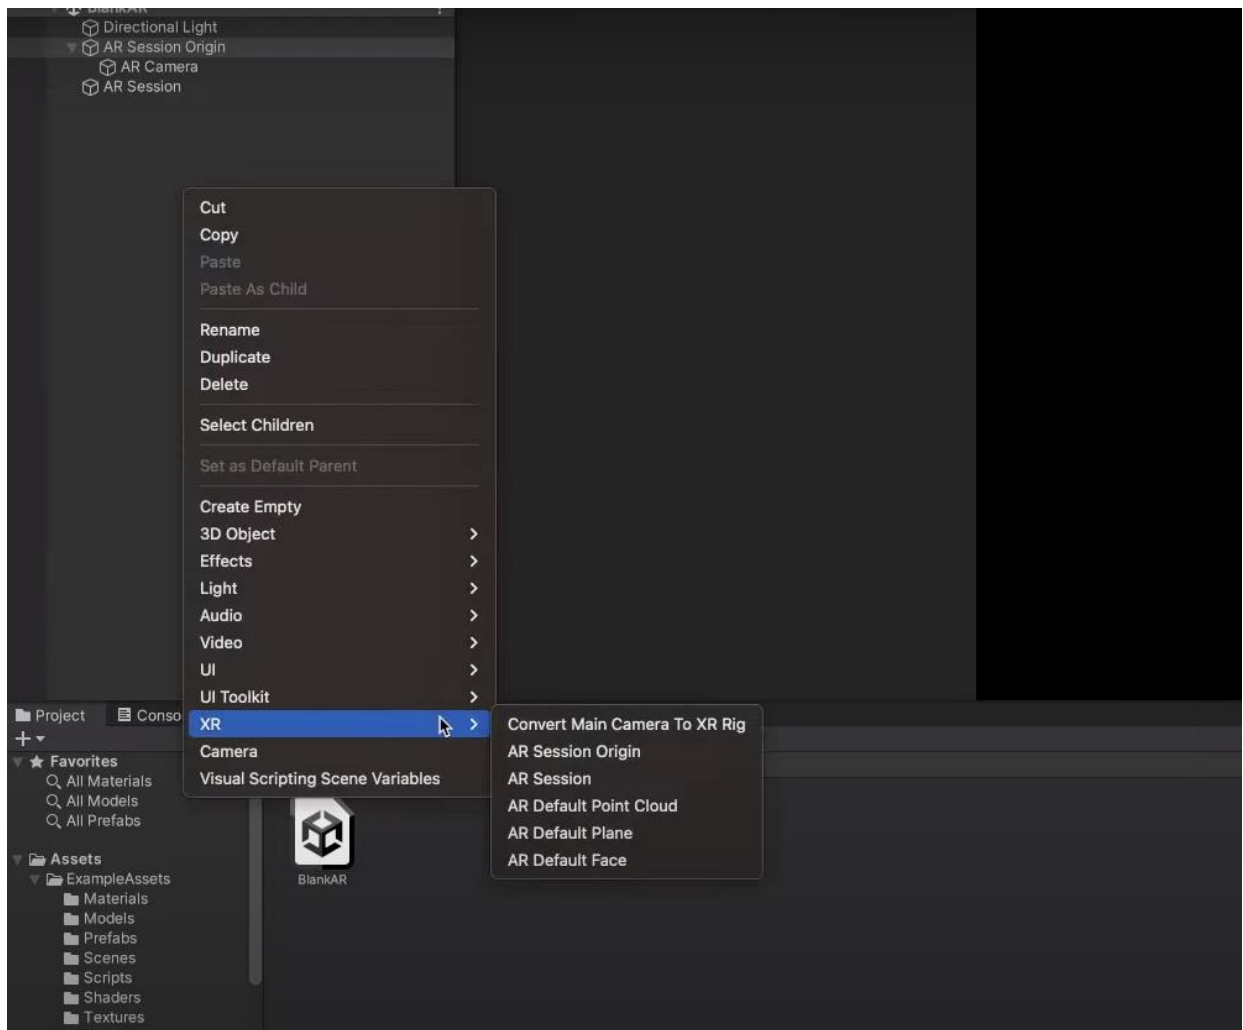 BlankAR
Directional Light
AR Session Origin
AR Camera
AR Session
Cut
Copy
Paste
Paste As Child
Rename
Duplicate
Delete
Select Children
Set as Default Parent
Create Empty
3D Object
Effects
Light
Audio
Video
UI
UI Toolkit
XR
Camera
Visual Scripting Scene Variables
Convert Main Camera To XR Rig
AR Session Origin
AR Session
AR Default Point Cloud
AR Default Plane
AR Default Face
Project Conso
Favorites
All Materials
All Models
All Prefabs
Assets
ExampleAssets
Materials
Models
Prefabs
Scenes
Scripts
Shaders
Textures
BlankAR